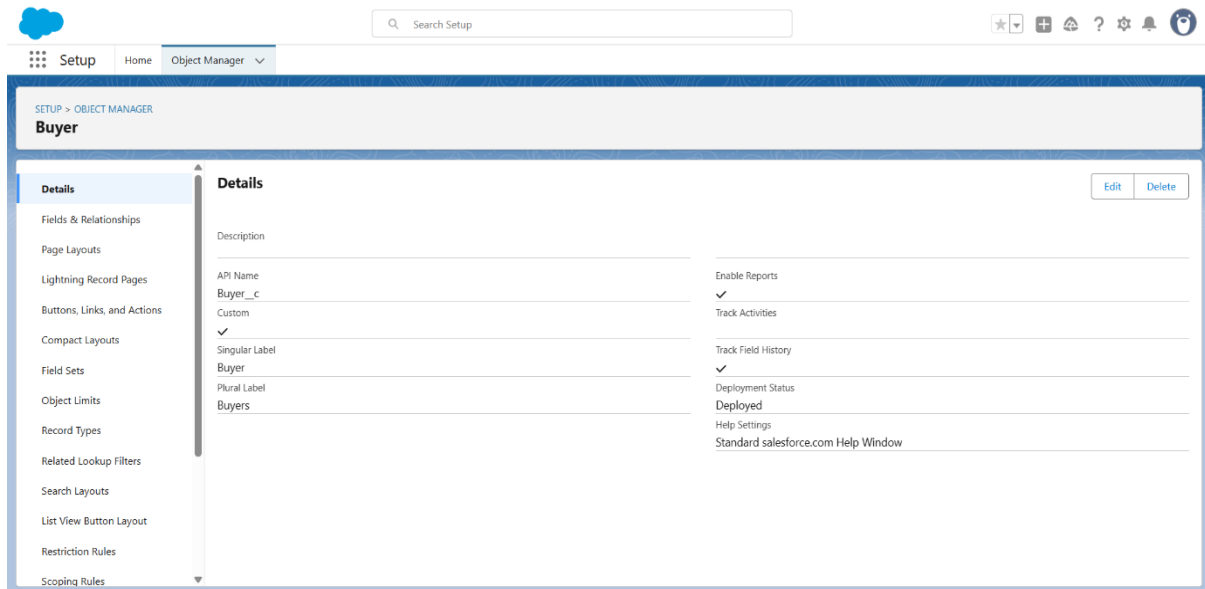 Search Setup
Setup
Home
Object Manager
SETUP > OBJECT MANAGER
Buyer
Details
Fields & Relationships
Page Layouts
Lightning Record Pages
Buttons, Links, and Actions
Compact Layouts
Field Sets
Object Limits
Record Types
Related Lookup Filters
Search Layouts
List View Button Layout
Restriction Rules
Scoping Rules
Details
Edit
Delete
Description
API Name
Buyer__c
Custom
Singular Label
Buyer
Plural Label
Buyers
Enable Reports
Track Activities
Track Field History
Deployment Status
Deployed
Help Settings
Standard salesforce.com Help Window